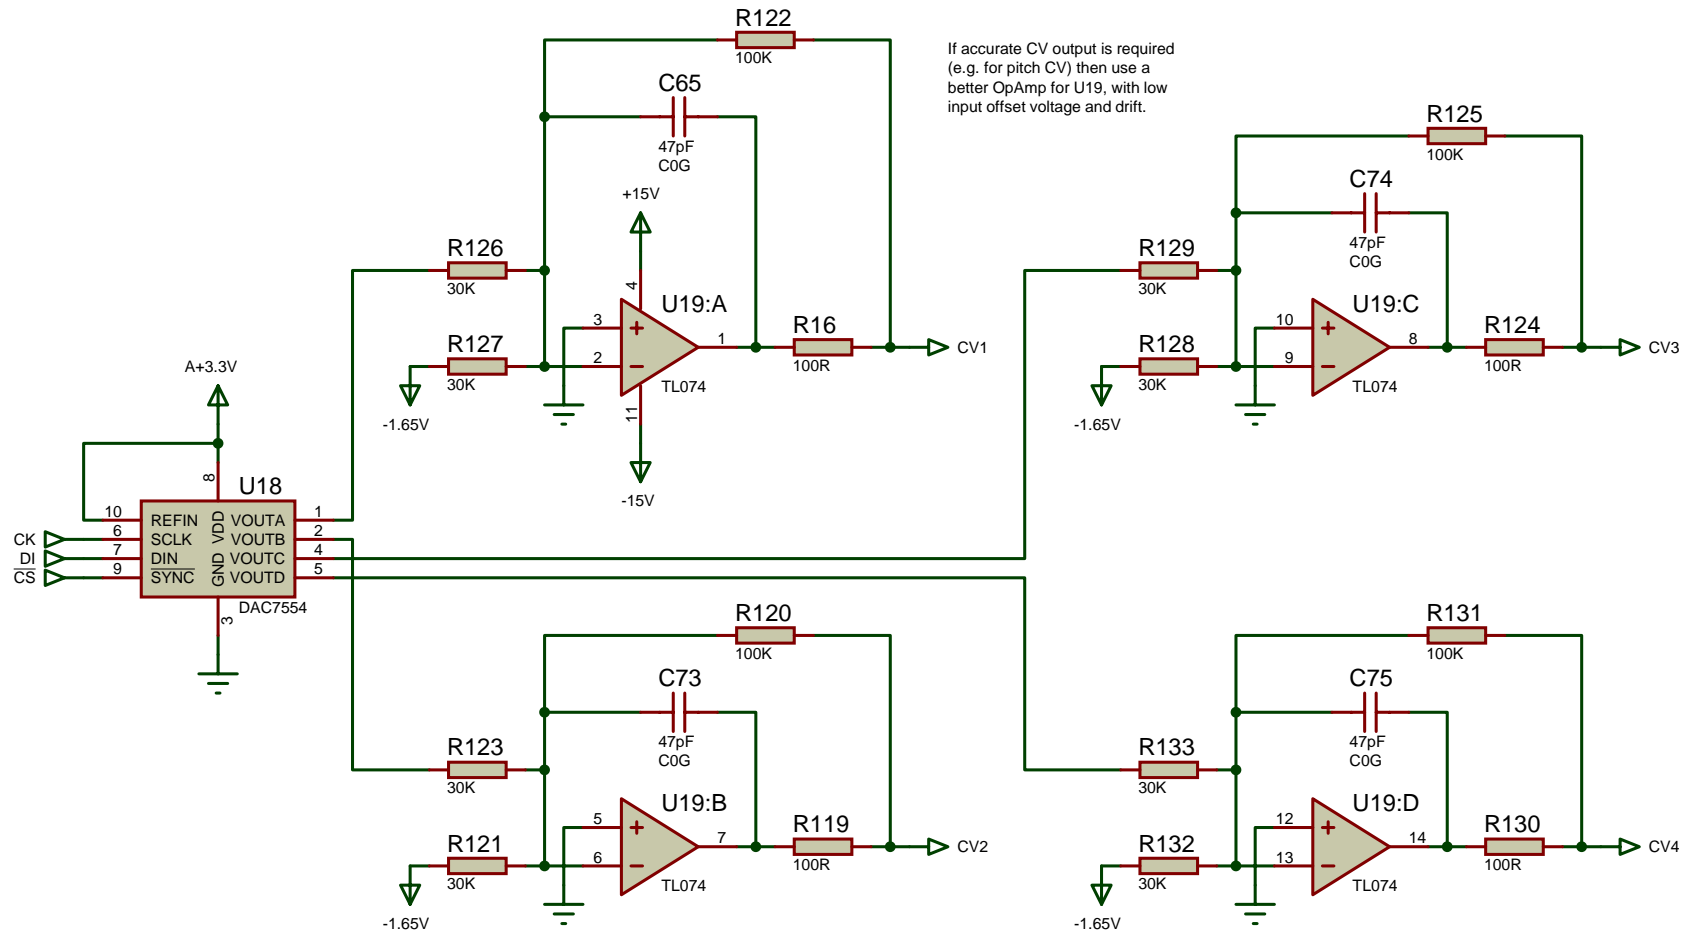 R122
100K
If accurate CV output is required
(e.g. for pitch CV) then use a
better OpAmp for U19, with low
input offset voltage and drift.
C65
47pF
C0G
+15V
R126
30K
4
U19:A
3
2
1
R127
30K
-1.65V
TL074
11
-15V
R16
100R
CV1
R125
100K
C74
47pF
C0G
R129
30K
U19:C
10
9
8
R128
30K
-1.65V
TL074
R124
100R
CV3
A+3.3V
8
U18
10
REFIN
VDD
VOUTA
1
CK
6
SCLK
VOUTB
2
DI
7
DIN
VOUTC
4
CS
9
SYNC
GND
VOUTD
5
3
DAC7554
R120
100K
C73
47pF
C0G
R123
30K
U19:B
5
6
7
R121
30K
-1.65V
TL074
R119
100R
CV2
R131
100K
C75
47pF
C0G
R133
30K
U19:D
12
13
14
R132
30K
-1.65V
TL074
R130
100R
CV4